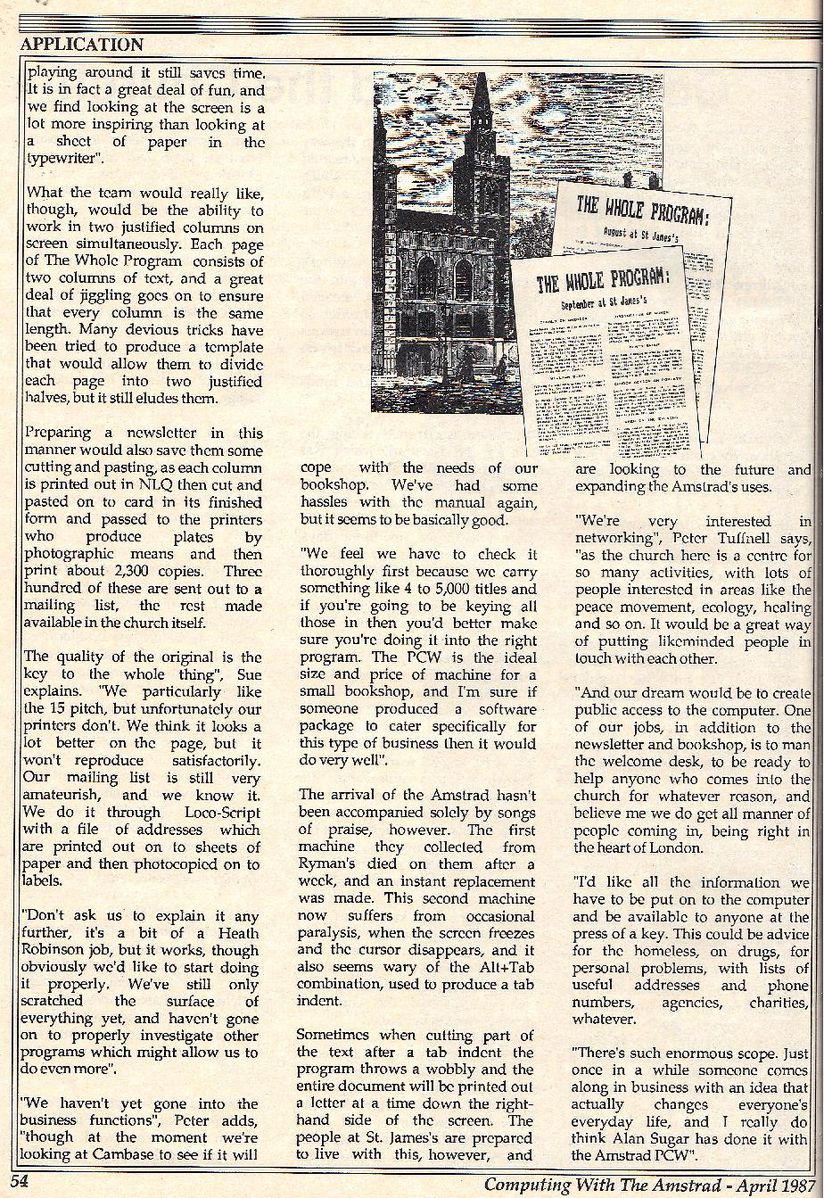 APPLICATION
playing around it still saves time.
It is in fact a great deal of fun, and
we find looking at the screen is a
lot more inspiring than looking at
a sheet of paper in the
typewriter".
What the team would really like,
though, would be the ability to
work in two justified columns on
screen simultaneously. Each page
of The Whole Program consists of
two columns of text, and a great
deal of jiggling goes on to ensure
that every column is the same
length. Many devious tricks have
been tried to produce a template
that would allow them to divide
each page into two justified
halves, but it still eludes them.
Preparing a newsletter in this
manner would also save them some
cutting and pasting, as each column
is printed out in NLQ then cut and
pasted on to card in its finished
form and passed to the printers
who produce plates by
photographic means and then
print about 2,300 copies. Three
hundred of these are sent out to a
mailing list, the rest made
available in the church itself.
The quality of the original is the
key to the whole thing", Sue
explains. "We particularly like
the 15 pitch, but unfortunately our
printers don't. We think it looks a
lot better on the page, but it
won't reproduce satisfactorily.
Our mailing list is still very
amateurish, and we know it.
We do it through Loco-Script
with a file of addresses which
are printed out on to sheets of
paper and then photocopied on to
labels.
"Don't ask us to explain it any
further, it's a bit of a Heath
Robinson job, but it works, though
obviously we'd like to start doing
it properly. We've still only
scratched the surface of
everything yet, and haven't gone
on to properly investigate other
programs which might allow us to
do even more".
"We haven't yet gone into the
business functions", Peter adds,
"though at the moment we're
looking at Cambase to see if it will
THE WHOLE PROGRAM:
August at St James's
THE WHOLE PROGRAM:
September at St James's
cope with the needs of our
bookshop. We've had some
hassles with the manual again,
but it seems to be basically good.
"We feel we have to check it
thoroughly first because we carry
something like 4 to 5,000 titles and
if you're going to be keying all
those in then you'd better make
sure you're doing it into the right
program. The PCW is the ideal
size and price of machine for a
small bookshop, and I'm sure if
someone produced a software
package to cater specifically for
this type of business then it would
do very well".
The arrival of the Amstrad hasn't
been accompanied solely by songs
of praise, however. The first
machine they collected from
Ryman's died on them after a
week, and an instant replacement
was made. This second machine
now suffers from occasional
paralysis, when the screen freezes
and the cursor disappears, and it
also seems wary of the Alt+Tab
combination, used to produce a tab
indent.
Sometimes when cutting part of
the text after a tab indent the
program throws a wobbly and the
entire document will be printed out
a letter at a time down the right-
hand side of the screen. The
people at St. James's are prepared
to live with this, however, and
are looking to the future and
expanding the Amstrad's uses.
"We're very interested in
networking", Peter Tuffnell says,
"as the church here is a centre for
so many activities, with lots of
people interested in areas like the
peace movement, ecology, healing
and so on. It would be a great way
of putting likeminded people in
touch with each other.
"And our dream would be to create
public access to the computer. One
of our jobs, in addition to the
newsletter and bookshop, is to man
the welcome desk, to be ready to
help anyone who comes into the
church for whatever reason, and
believe me we do get all manner of
people coming in, being right in
the heart of London.
"I'd like all the information we
have to be put on to the computer
and be available to anyone at the
press of a key. This could be advice
for the homeless, on drugs, for
personal problems, with lists of
useful addresses and phone
numbers, agencies, charities,
whatever.
"There's such enormous scope. Just
once in a while someone comes
along in business with an idea that
actually changes everyone's
everyday life, and I really do
think Alan Sugar has done it with
the Amstrad PCW".
54
Computing With The Amstrad - April 1987